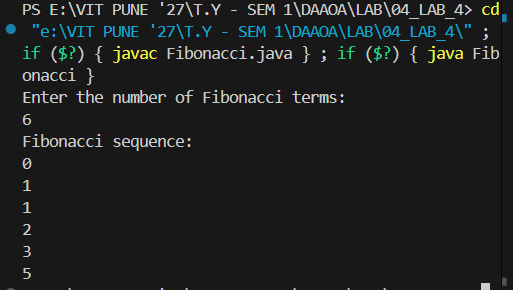 PS E:\VIT PUNE '27\T.Y - SEM 1\DAAOA\LAB\04_LAB_4> cd
"e:\VIT PUNE '27\T.Y - SEM 1\DAAOA\LAB\04_LAB_4\" ;
if ($?) { javac Fibonacci.java } ; if ($?) { java Fib
onacci }
Enter the number of Fibonacci terms:
6
Fibonacci sequence:
0
1
1
2
3
5